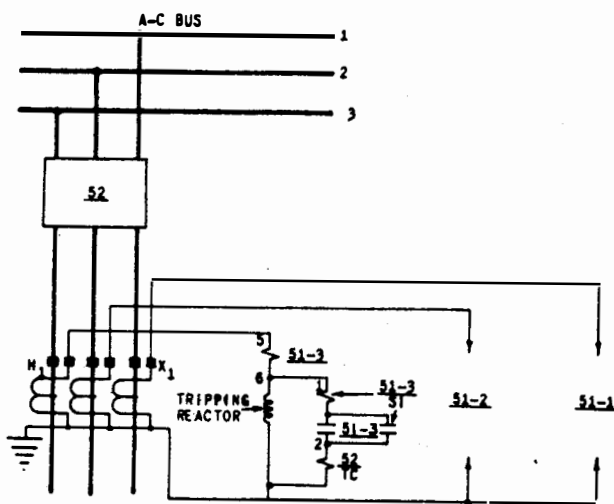 A-C BUS
1
2
3
52
H1
X1
5
51-3
6
TRIPPING
REACTOR
1
51-3
SI
51-3
2
52
TC
51-2
51-1